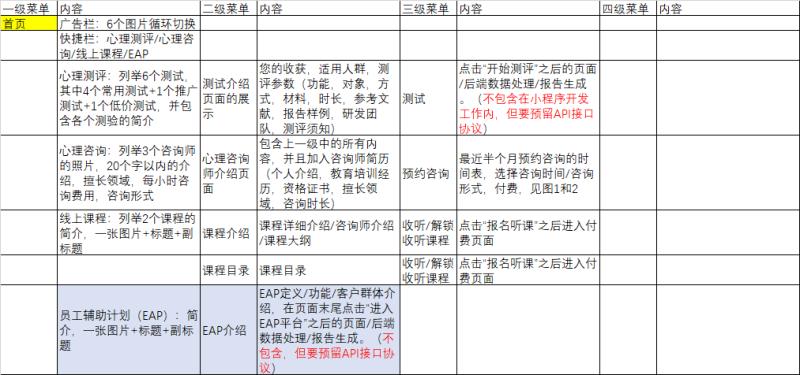 一级菜单 内容 二级菜单 内容 三级菜单 内容 四级菜单 内容
首页 广告栏：6个图片循环切换
快捷栏：心理测评/心理咨
询/线上课程/EAP
心理测评：列举6个测试，
其中4个常用测试+1个推广
测试+1个低价测试，并包
含各个测验的简介
测试介绍
页面的展
示
您的收获，适用人群，测
评参数（功能，对象，方
式，材料，时长，参考文
献，报告样例，研发团
队，测评须知）
测试
点击“开始测评”之后的页面
/后端数据处理/报告生成
。（不包含在小程序开发
工作内，但要预留API接口
协议）
心理咨询：列举3个咨询师
的照片，20个字以内的介
绍，擅长领域，每小时咨
询费用，咨询形式
心理咨询
师介绍页
面
包含上一级中的所有内
容，并且加入咨询师简历
（个人介绍，教育培训经
历，资格证书，擅长领
域，咨询时长）
预约咨询
最近半个月预约咨询的时
间表，选择咨询时间/咨询
形式，付费，见图1和2
线上课程：列举2个课程的
简介，一张图片+标题+副
标题
课程介绍
课程详细介绍/咨询师介绍
/课程大纲
收听/解锁
收听课程
点击“报名听课”之后进入付
费页面
课程目录
课程目录
收听/解锁
收听课程
点击“报名听课”之后进入付
费页面
员工辅助计划（EAP）：简
介，一张图片+标题+副标
题
EAP介绍
EAP定义/功能/客户群体介
绍，在页面末尾点击“进入
EAP平台”之后的页面/后端
数据处理/报告生成。（不
包含，但要预留API接口协
议）